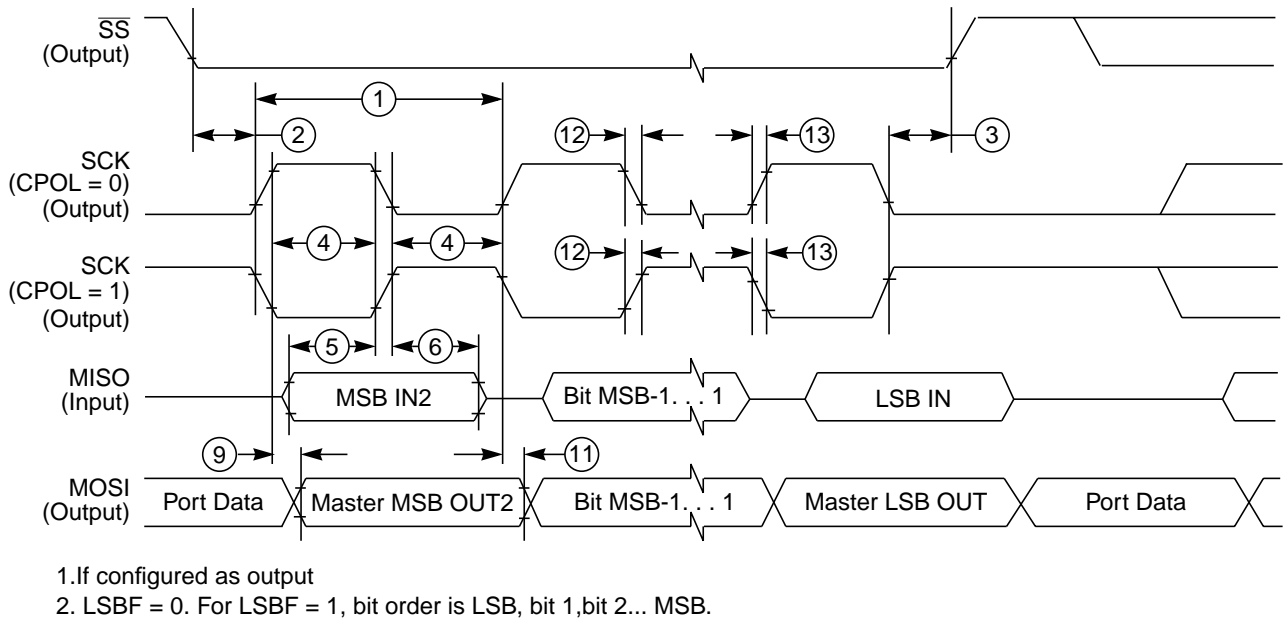 SS
(Output)
1
2
12
13
3
SCK
(CPOL = 0)
(Output)
4
4
12
13
SCK
(CPOL = 1)
(Output)
5
6
MISO
(Input)
MSB IN2
Bit MSB-1. . . 1
LSB IN
9
11
MOSI
(Output)
Port Data
Master MSB OUT2
Bit MSB-1. . . 1
Master LSB OUT
Port Data
1.If configured as output
2. LSBF = 0. For LSBF = 1, bit order is LSB, bit 1,bit 2... MSB.